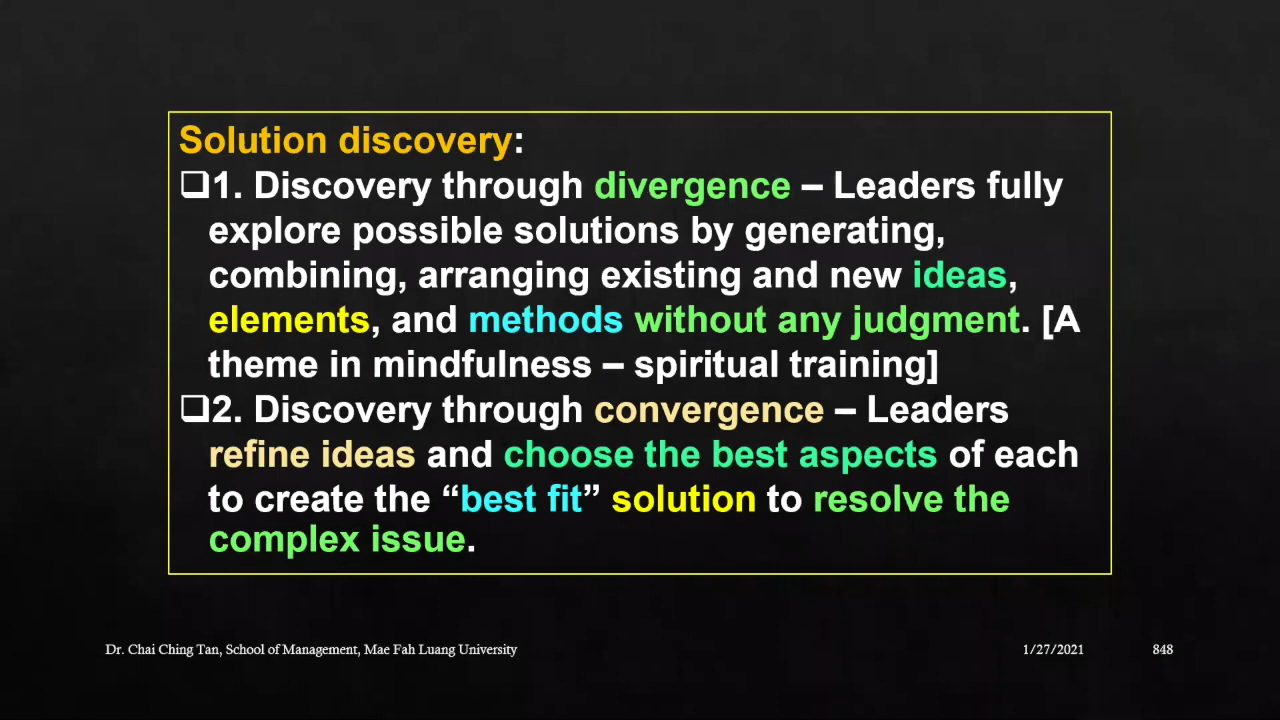 Solution discovery:
❑1. Discovery through divergence – Leaders fully
explore possible solutions by generating,
combining, arranging existing and new ideas,
elements, and methods without any judgment. [A
theme in mindfulness – spiritual training]
❑2. Discovery through convergence – Leaders
refine ideas and choose the best aspects of each
to create the “best fit” solution to resolve the
complex issue.
Dr. Chai Ching Tan, School of Management, Mae Fah Luang University 1/27/2021 848